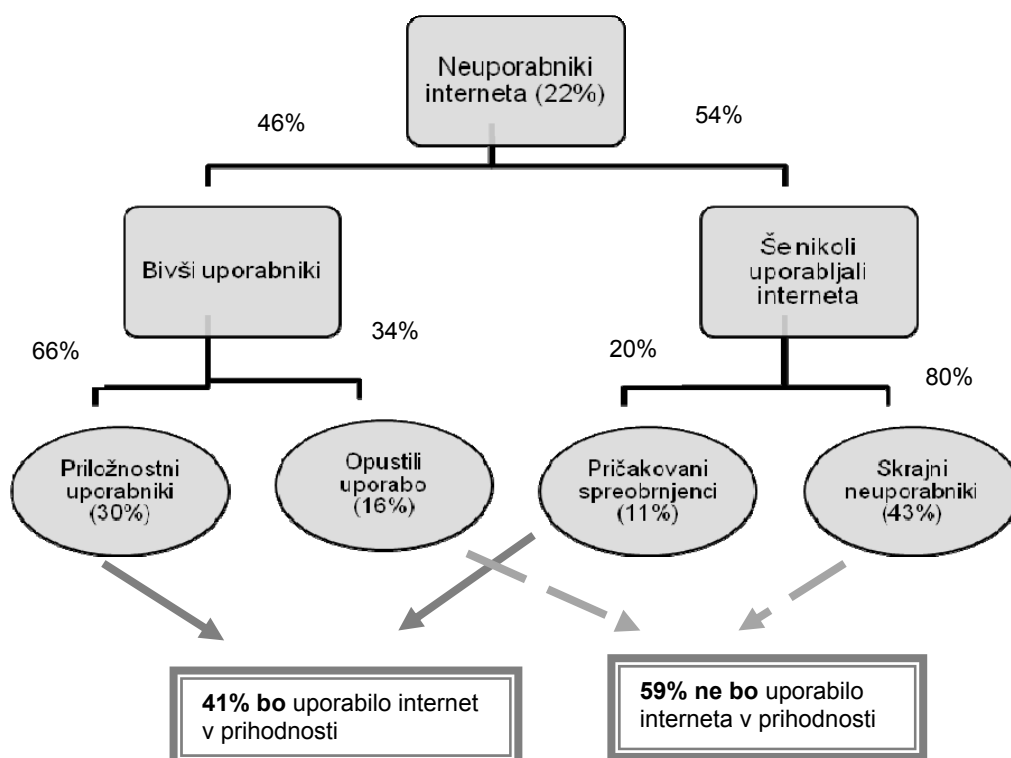 Neuporabniki
interneta (22%)
46%
54%
Bivši uporabniki
Še nikoli
uporabljali
interneta
66%
34%
20%
80%
Priložnostni
uporabniki
(30%)
Opustili
uporabo
(16%)
Pričakovani
spreobrnjenci
(11%)
Skrajni
neuporabniki
(43%)
41% bo uporabilo internet
v prihodnosti
59% ne bo uporabilo
interneta v prihodnosti